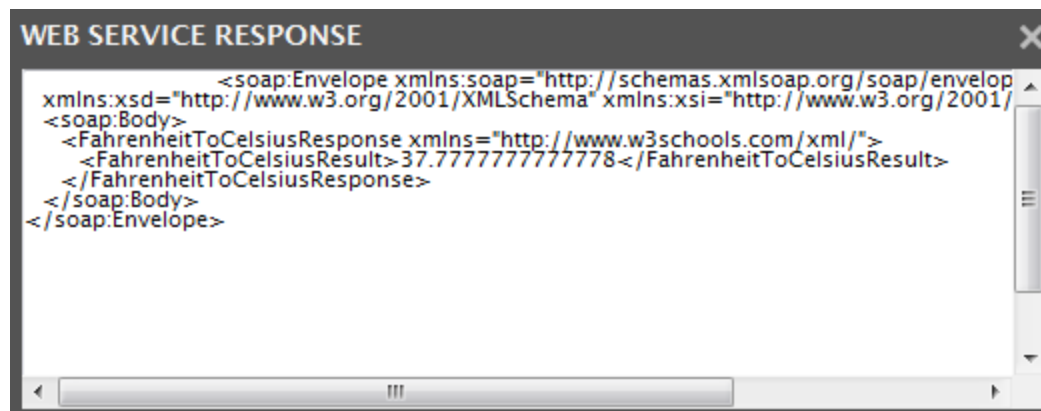 WEB SERVICE RESPONSE
<soap:Envelope xmlns:soap="http://schemas.xmlsoap.org/soap/envelop
xmlns:xsd="http://www.w3.org/2001/XMLSchema" xmlns:xsi="http://www.w3.org/2001/
<soap:Body>
<FahrenheitToCelsiusResponse xmlns="http://www.w3schools.com/xml/">
<FahrenheitToCelsiusResult>37.7777777777778</FahrenheitToCelsiusResult>
</FahrenheitToCelsiusResponse>
</soap:Body>
</soap:Envelope>